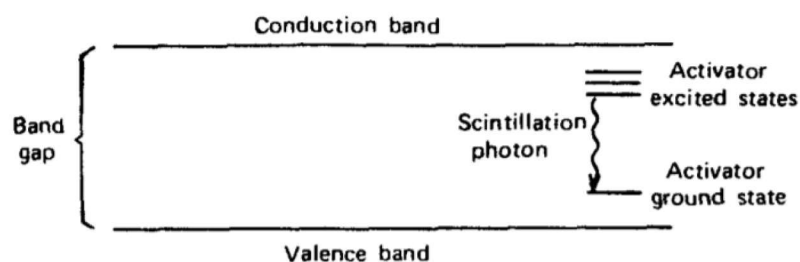 Conduction band
Activator
excited states
Band
gap
Scintillation
photon
Activator
ground state
Valence band